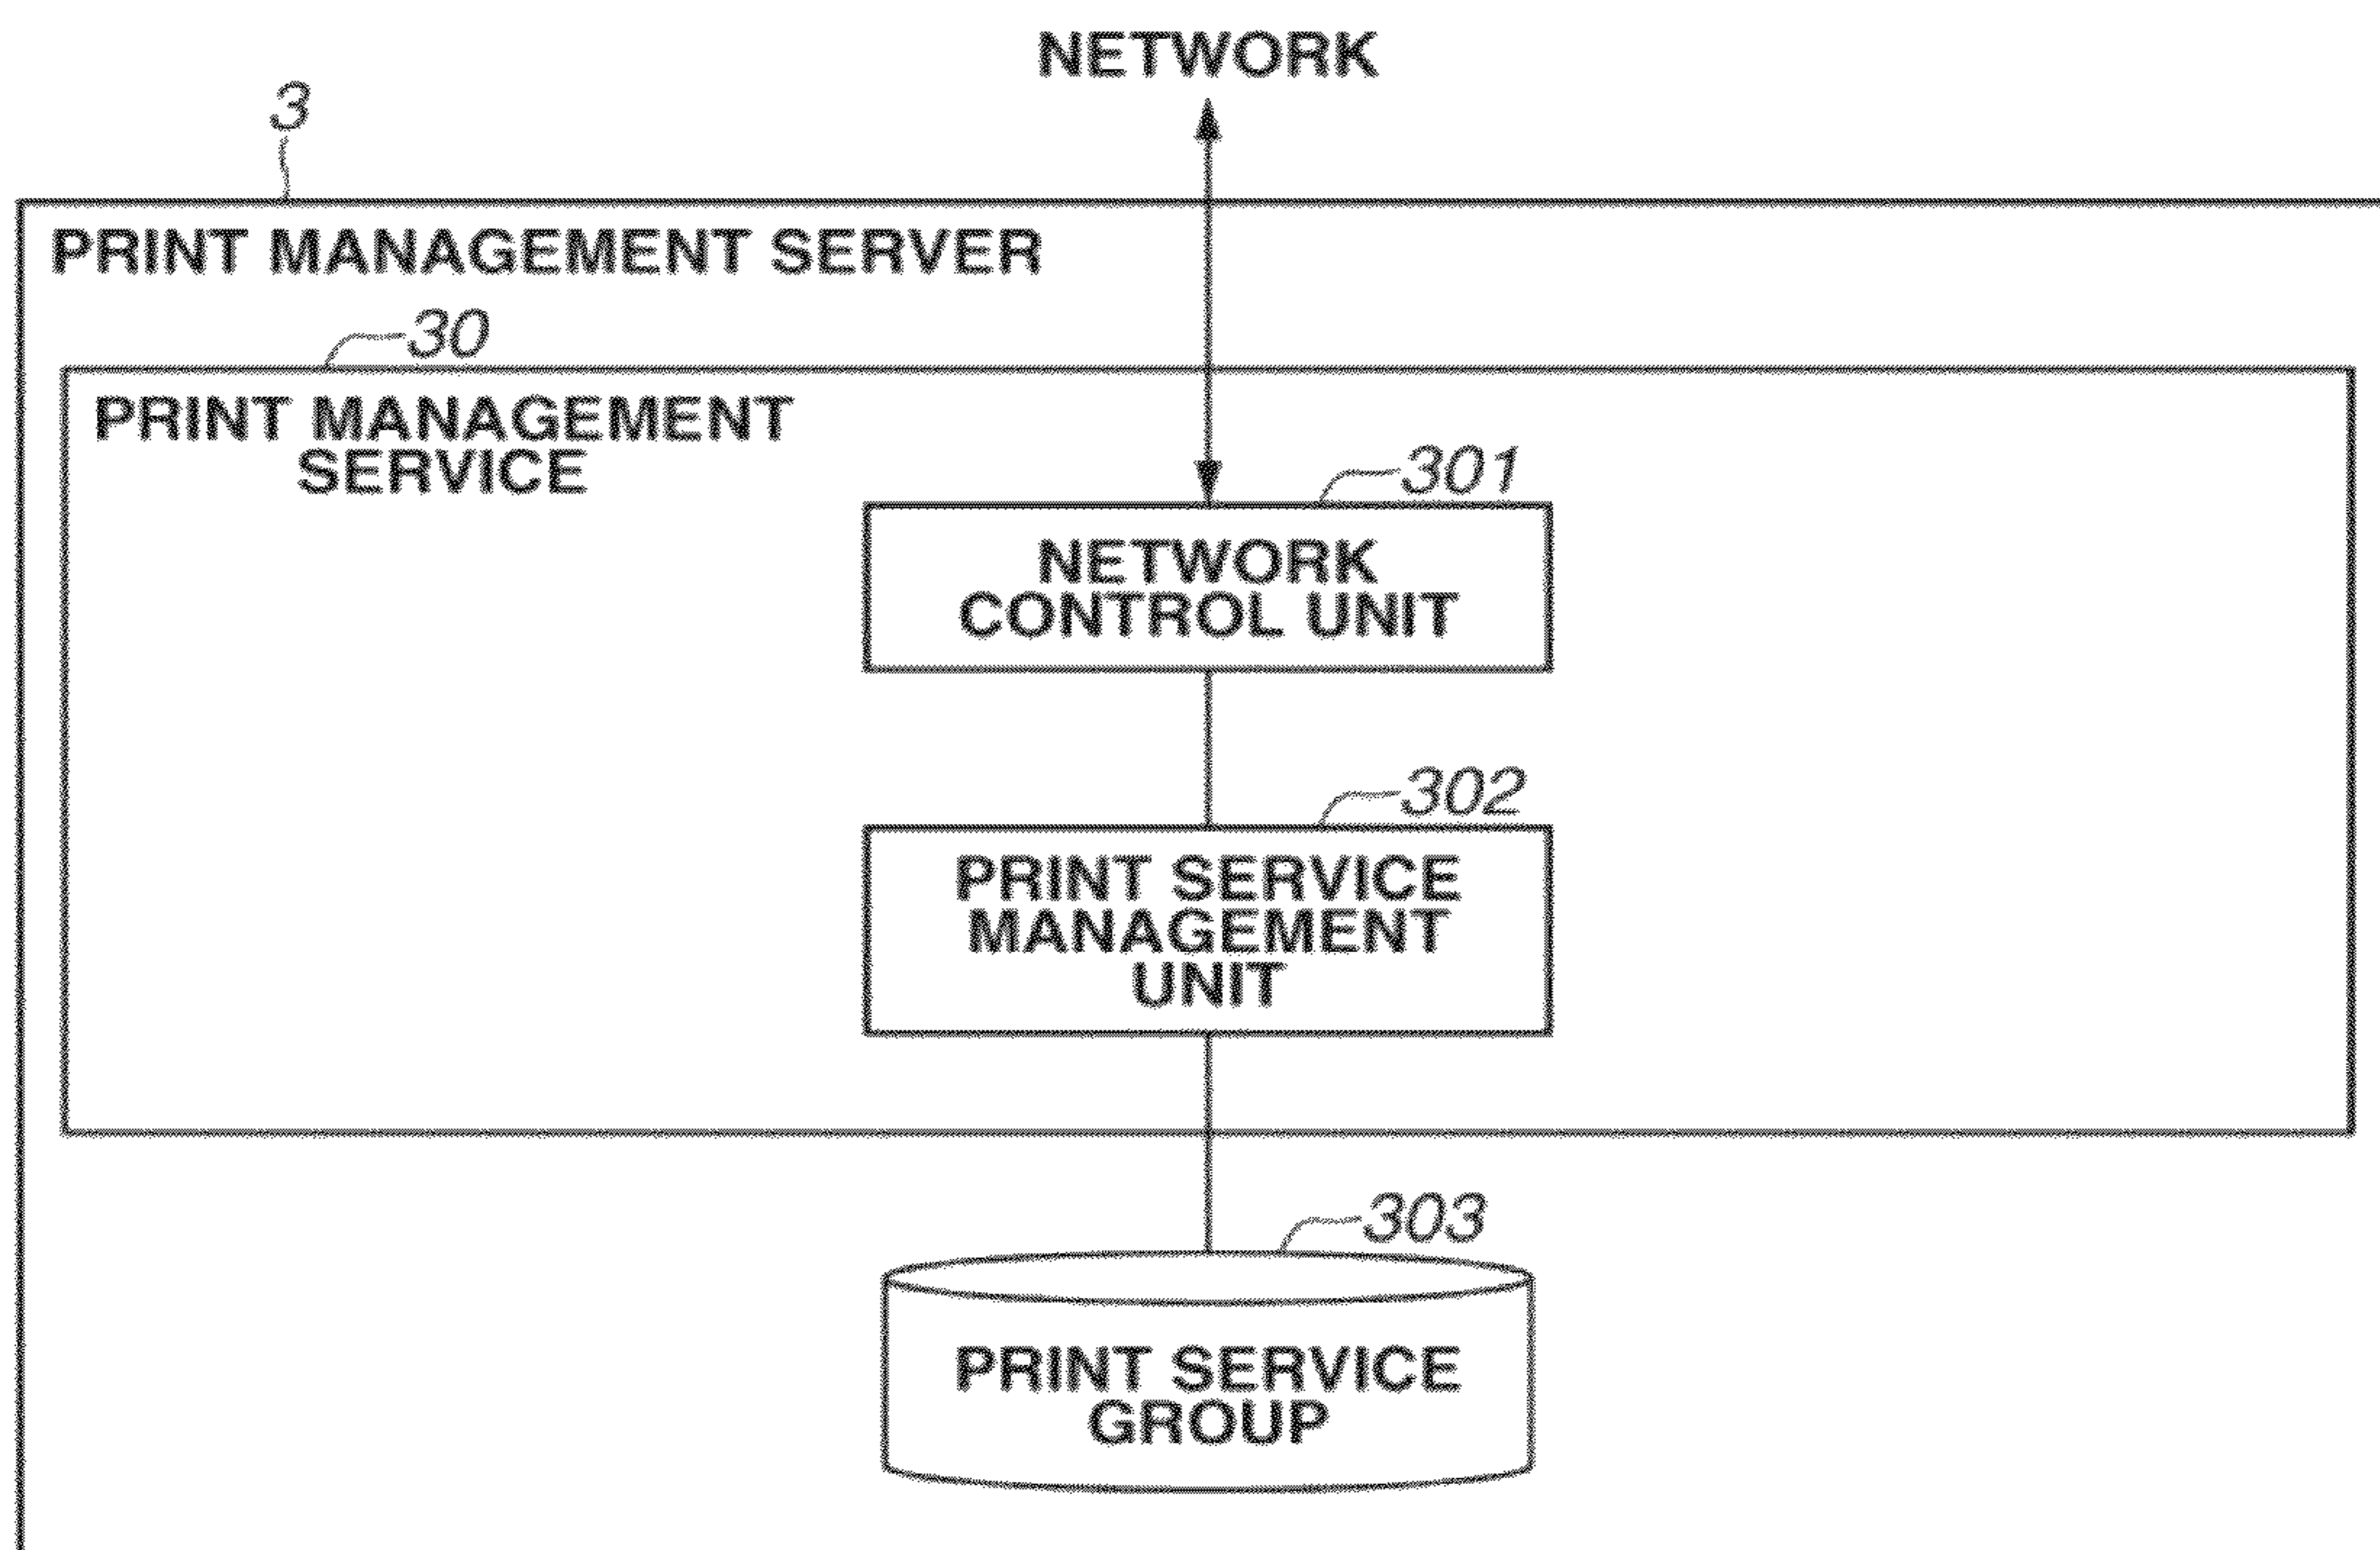 NETWORK
3
PRINT MANAGEMENT SERVER
30
PRINT MANAGEMENT
SERVICE
301
NETWORK
CONTROL UNIT
302
PRINT SERVICE
MANAGEMENT
UNIT
303
PRINT SERVICE
GROUP